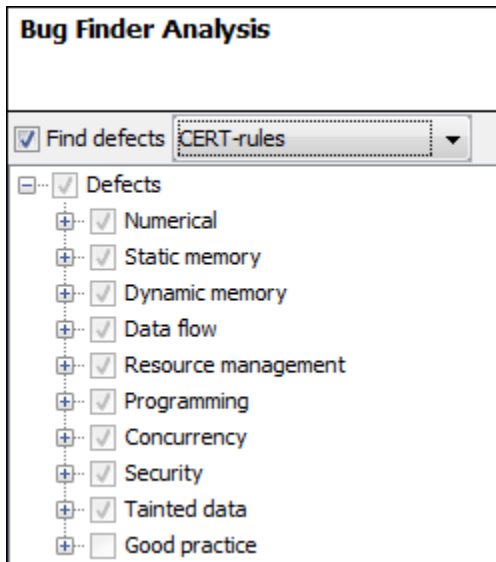 Bug Finder Analysis
Find defects CERT-rules
Defects
Numerical
Static memory
Dynamic memory
Data flow
Resource management
Programming
Concurrency
Security
Tainted data
Good practice